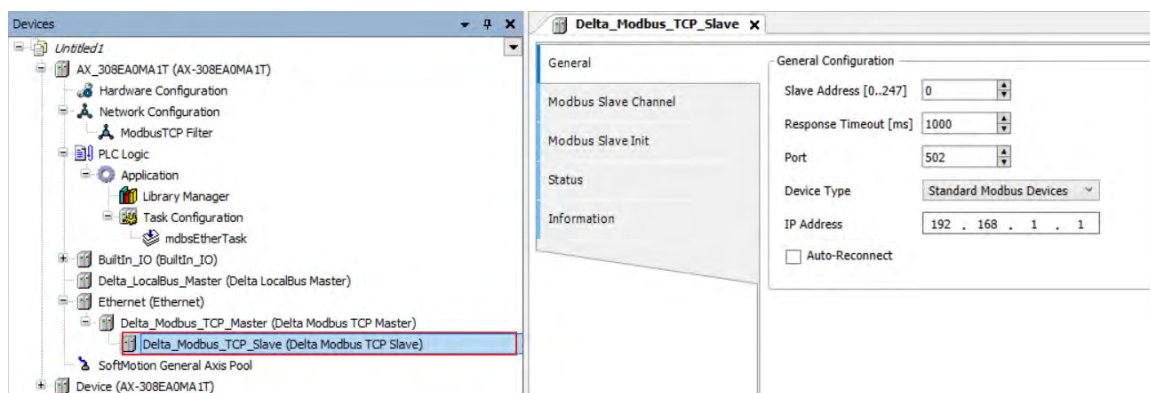 Devices
Untitled1
AX_308EA0MA1T (AX-308EA0MA1T)
Hardware Configuration
Network Configuration
ModbusTCP Filter
PLC Logic
Application
Library Manager
Task Configuration
mdbsEtherTask
BuiltIn_IO (BuiltIn_IO)
Delta_LocalBus_Master (Delta LocalBus Master)
Ethernet (Ethernet)
Delta_Modbus_TCP_Master (Delta Modbus TCP Master)
Delta_Modbus_TCP_Slave (Delta Modbus TCP Slave)
SoftMotion General Axis Pool
Device (AX-308EA0MA1T)
Delta_Modbus_TCP_Slave X
General
Modbus Slave Channel
Modbus Slave Init
Status
Information
General Configuration
Slave Address [0..247] 0
Response Timeout [ms] 1000
Port 502
Device Type Standard Modbus Devices
IP Address 192 . 168 . 1 . 1
Auto-Reconnect